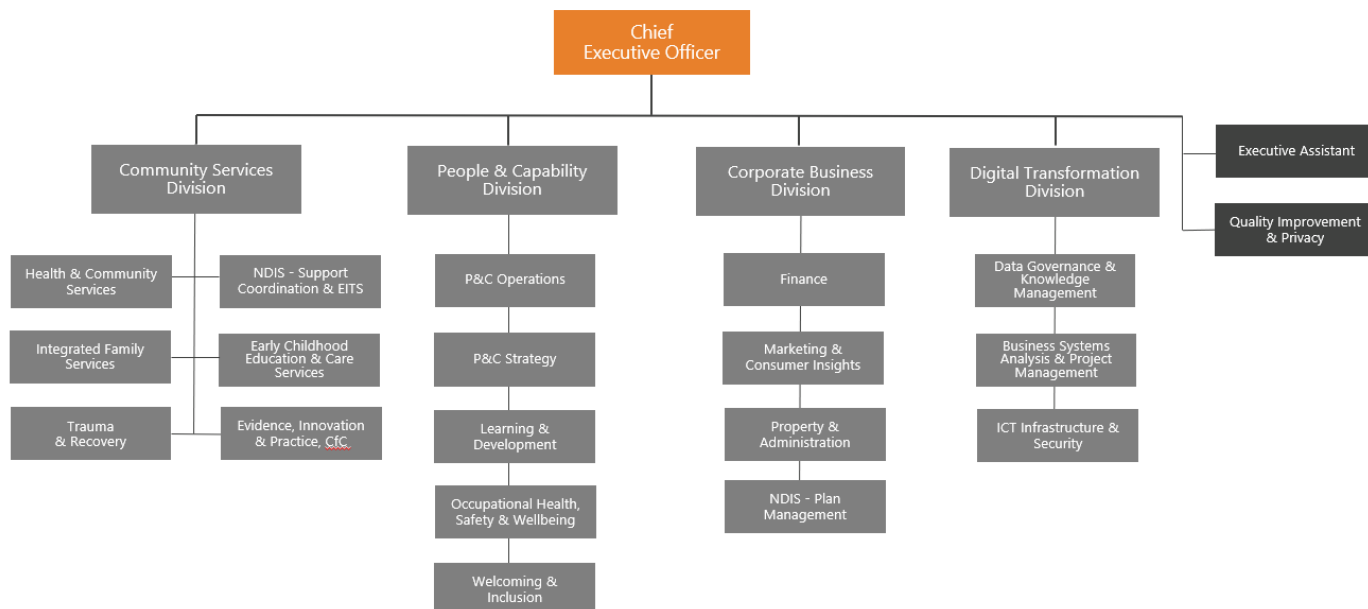 Chief
Executive Officer
Executive Assistant
Quality Improvement
& Privacy
Community Services
Division
Health & Community
Services
NDIS - Support
Coordination & EITS
Integrated Family
Services
Early Childhood
Education & Care
Services
Trauma
& Recovery
Evidence, Innovation
& Practice, CfC
People & Capability
Division
P&C Operations
P&C Strategy
Learning &
Development
Occupational Health,
Safety & Wellbeing
Welcoming &
Inclusion
Corporate Business
Division
Finance
Marketing &
Consumer Insights
Property &
Administration
NDIS - Plan
Management
Digital Transformation
Division
Data Governance &
Knowledge
Management
Business Systems
Analysis & Project
Management
ICT Infrastructure &
Security